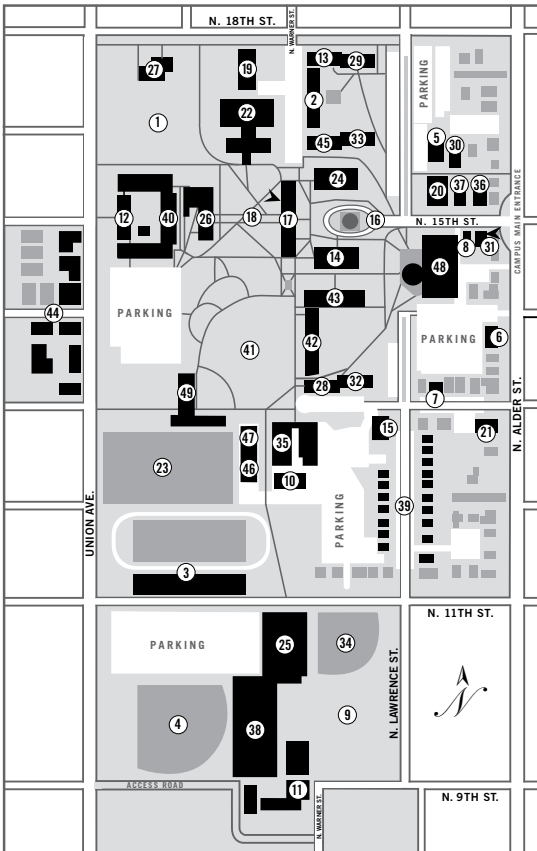 N. 18TH ST.
N. WARNER ST.
13
29
27
19
PARKING
2
22
1
5
30
45
33
24
20
37
36
CAMPUS MAIN ENTRANCE
12
40
26
18
17
16
N. 15TH ST.
8
31
14
48
44
PARKING
43
PARKING
6
41
42
28
32
49
7
N. ALDER ST.
15
21
47
35
23
46
10
39
UNION AVE.
PARKING
3
N. 11TH ST.
PARKING
25
34
N. LAWRENCE ST.
N
4
38
9
ACCESS ROAD
11
N. 9TH ST.
N. WARNER ST.